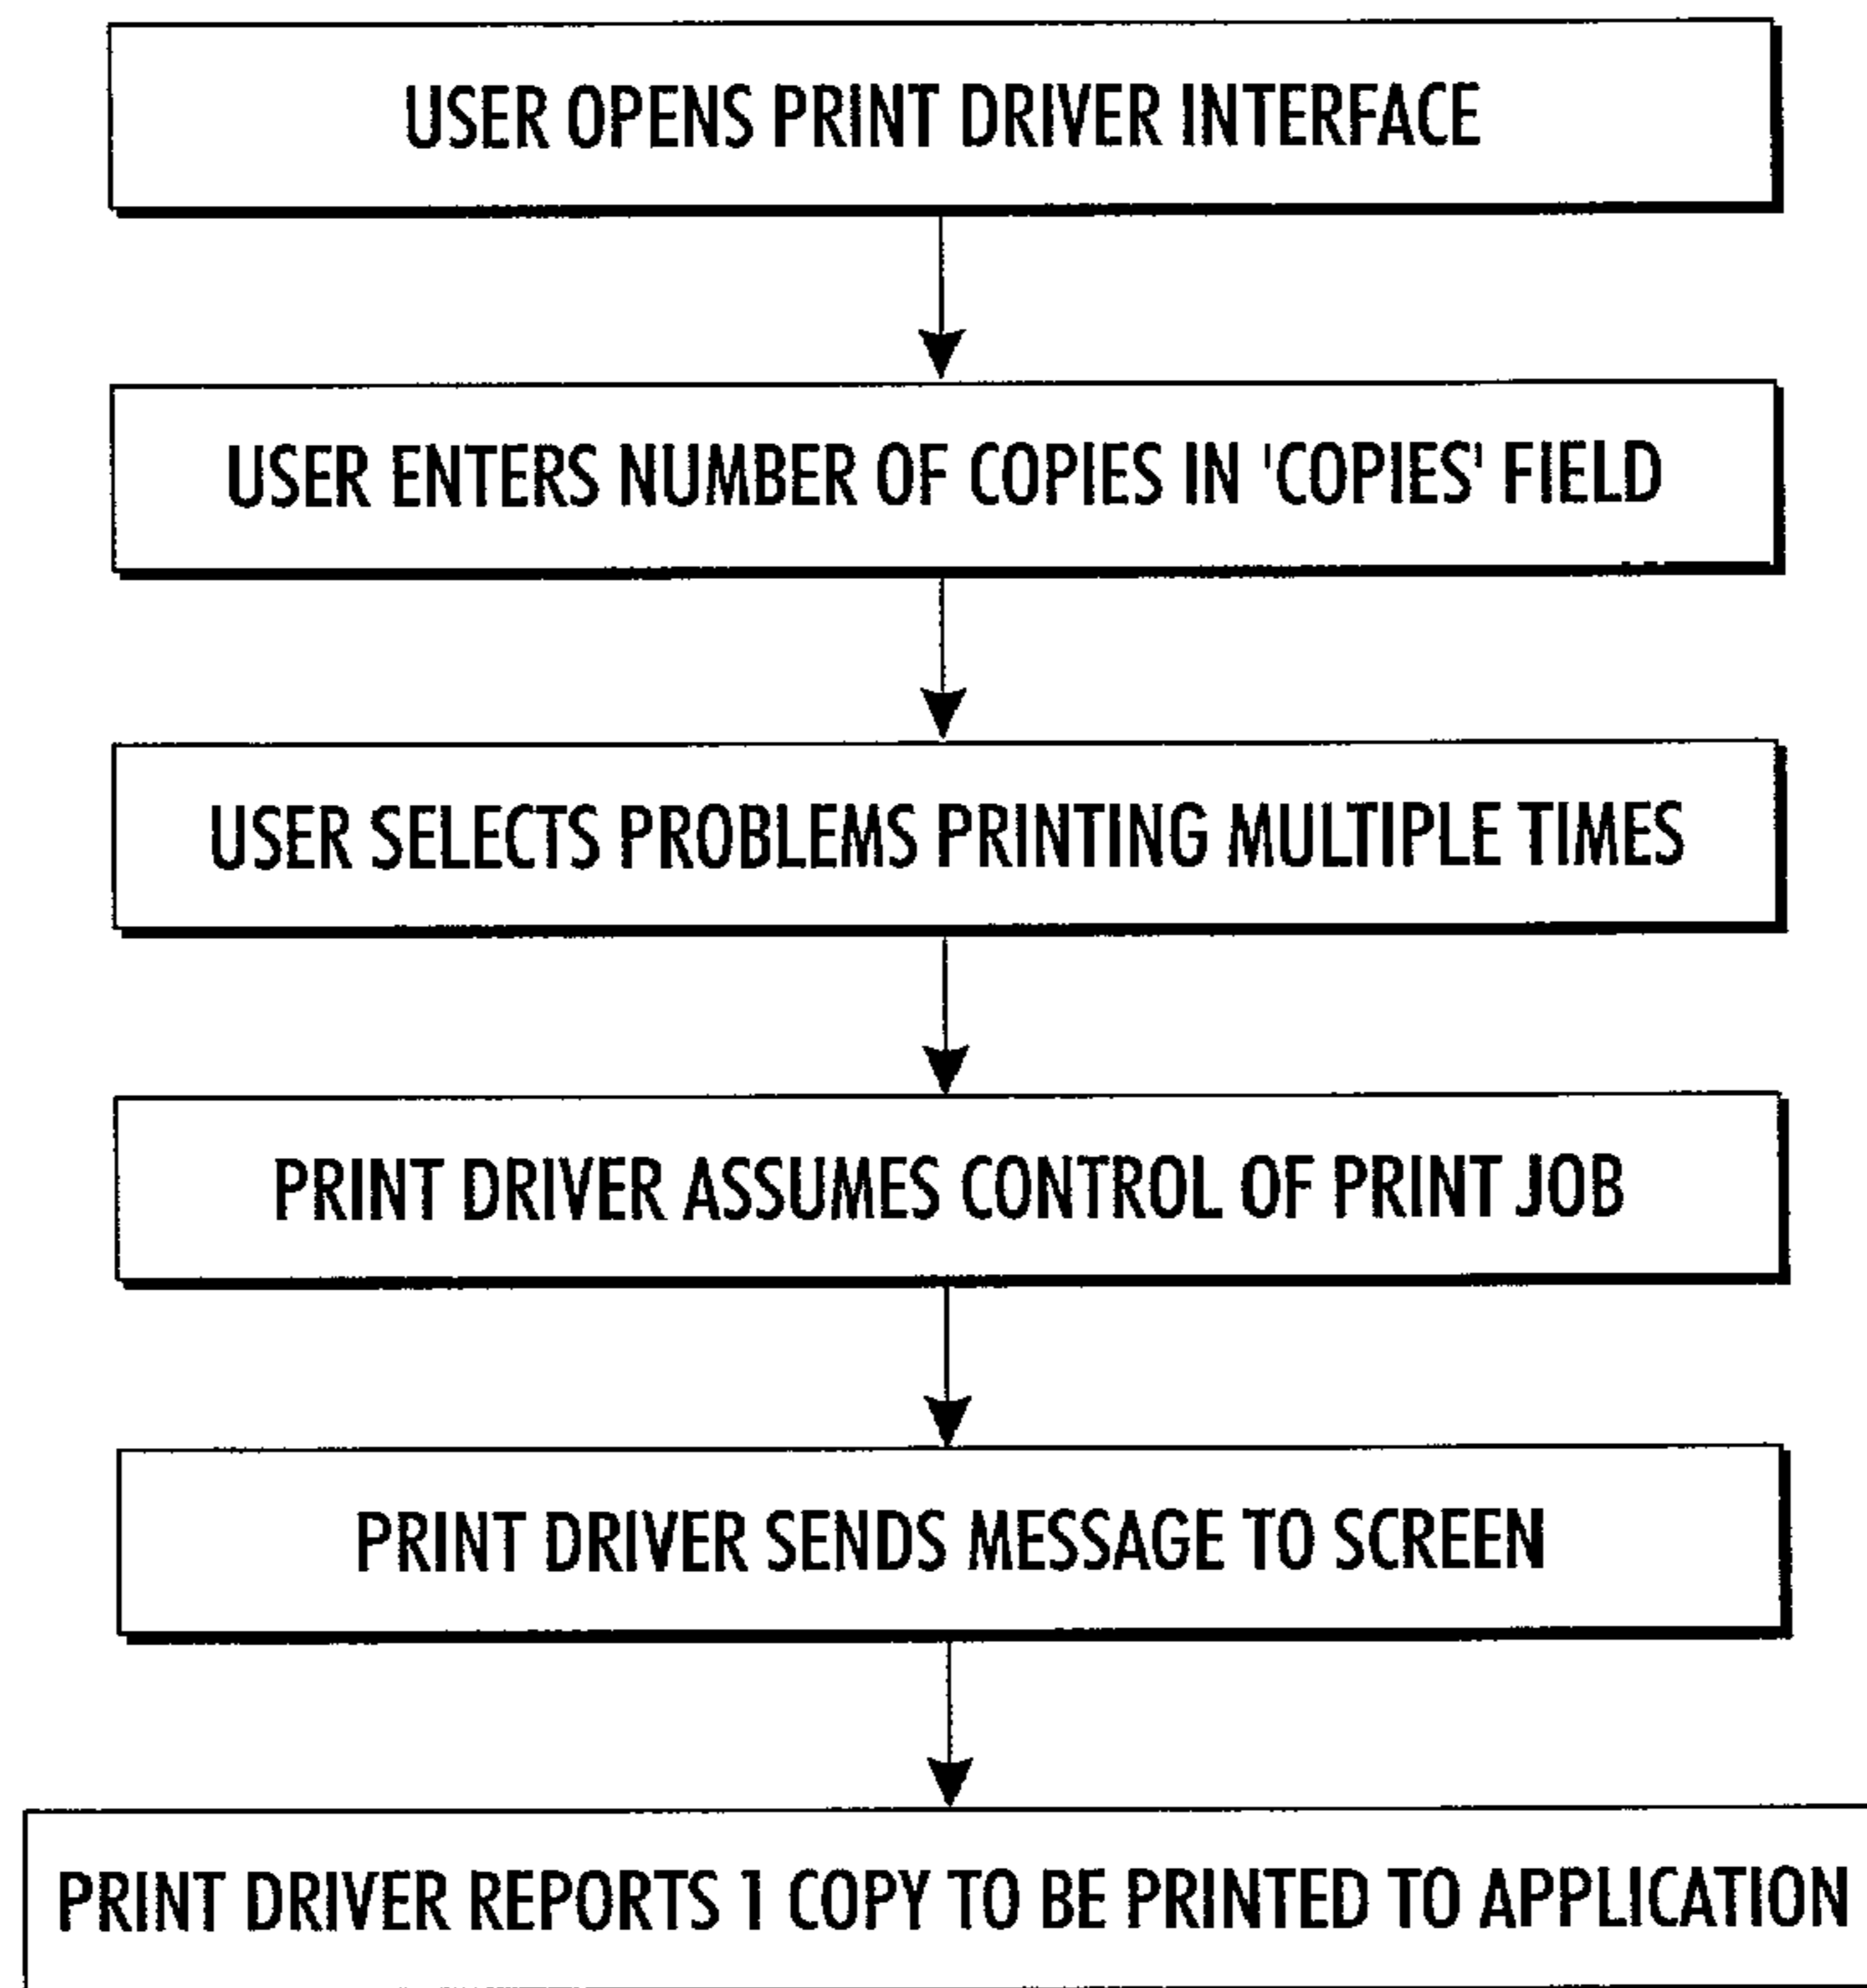 USER OPENS PRINT DRIVER INTERFACE
USER ENTERS NUMBER OF COPIES IN 'COPIES' FIELD
USER SELECTS PROBLEMS PRINTING MULTIPLE TIMES
PRINT DRIVER ASSUMES CONTROL OF PRINT JOB
PRINT DRIVER SENDS MESSAGE TO SCREEN
PRINT DRIVER REPORTS 1 COPY TO BE PRINTED TO APPLICATION